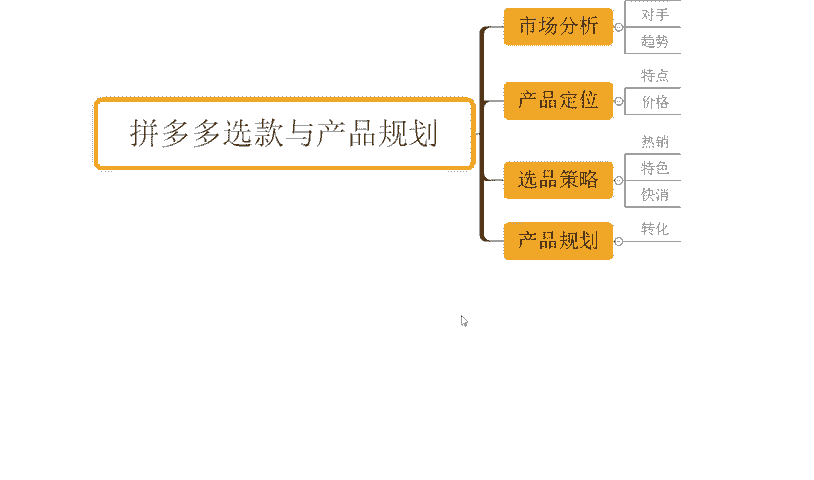 拼多多选款与产品规划
市场分析
对手
趋势
产品定位
特点
价格
选品策略
热销
特色
快消
产品规划
转化